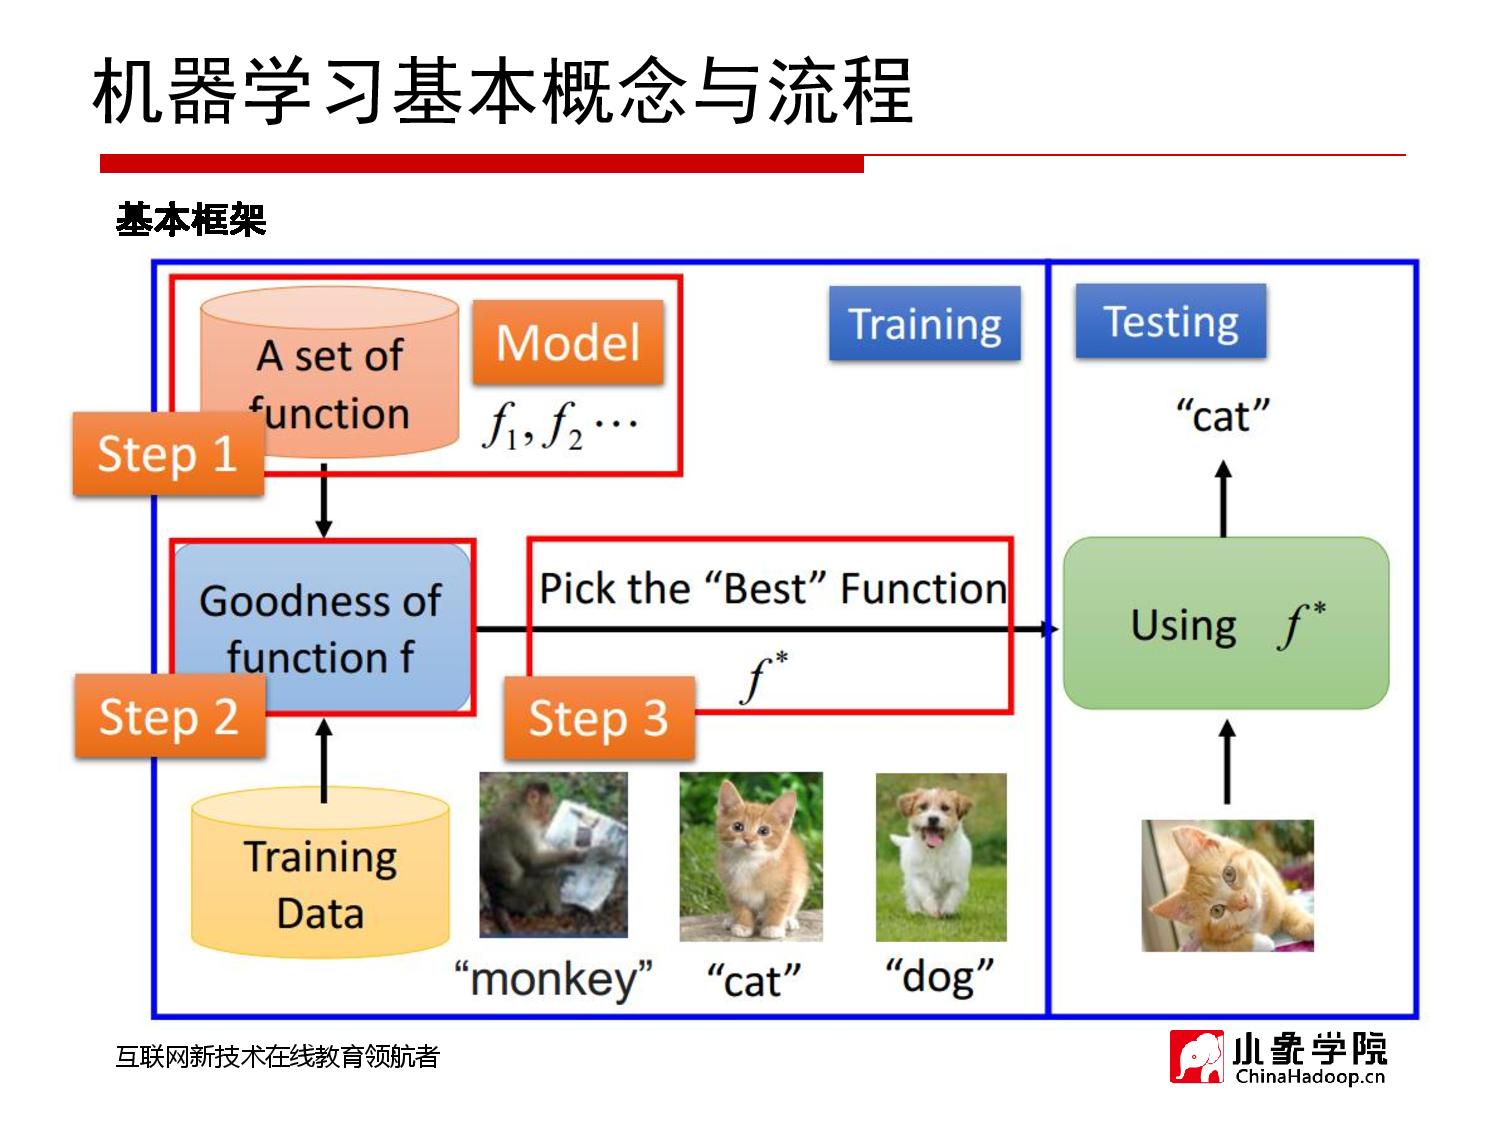 机器学习基本概念与流程
基本框架
A set of
function
Model
f₁, f₂ ⋯
Training
Testing
Step 1
“cat”
Goodness of
function f
Pick the “Best” Function
f*
Using f*
Step 2
Step 3
Training
Data
“monkey”
“cat”
“dog”
互联网新技术在线教育领航者
小象学院
ChinaHadoop.cn